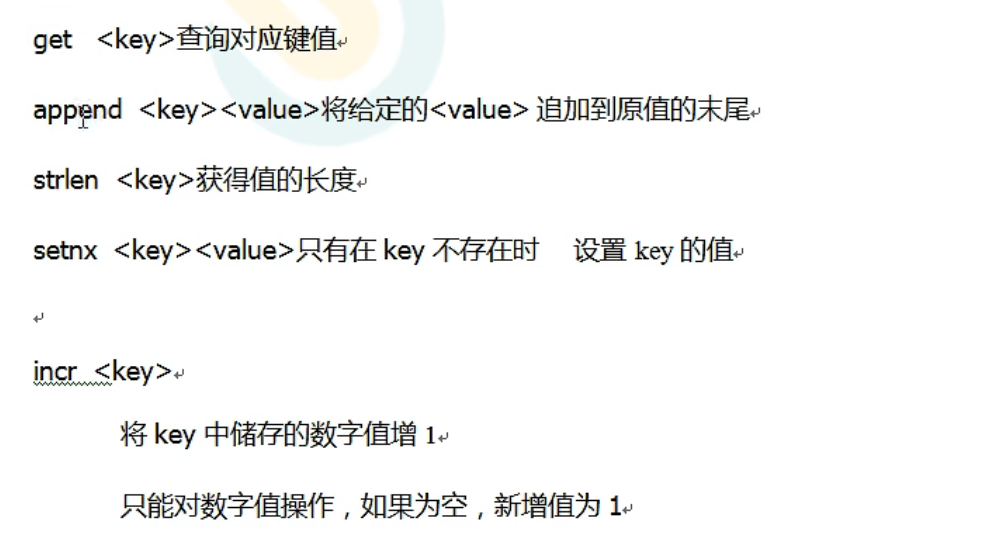 get <key>查询对应键值
append <key><value>将给定的<value> 追加到原值的末尾
strlen <key>获得值的长度
setnx <key><value>只有在 key 不存在时 设置 key 的值
incr <key>
将 key 中储存的数字值增 1
只能对数字值操作，如果为空，新增值为 1